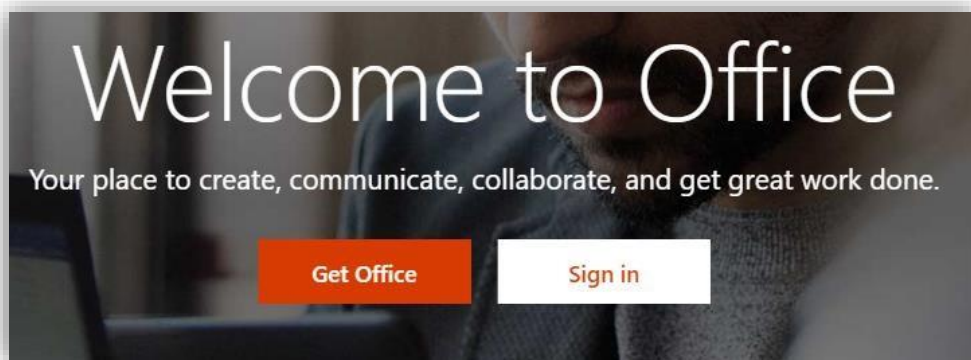 Welcome to Office
Your place to create, communicate, collaborate, and get great work done.
Get Office
Sign in